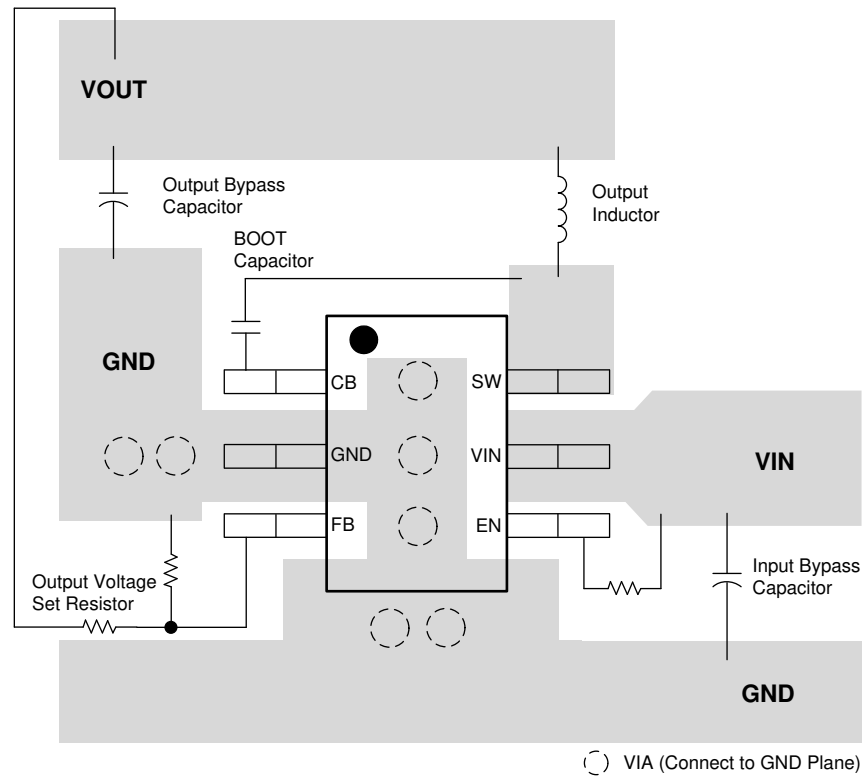 VOUT
Output Bypass
Capacitor
Output
Inductor
BOOT
Capacitor
GND
CB
SW
GND
VIN
VIN
FB
EN
Output Voltage
Set Resistor
Input Bypass
Capacitor
GND
VIA (Connect to GND Plane)